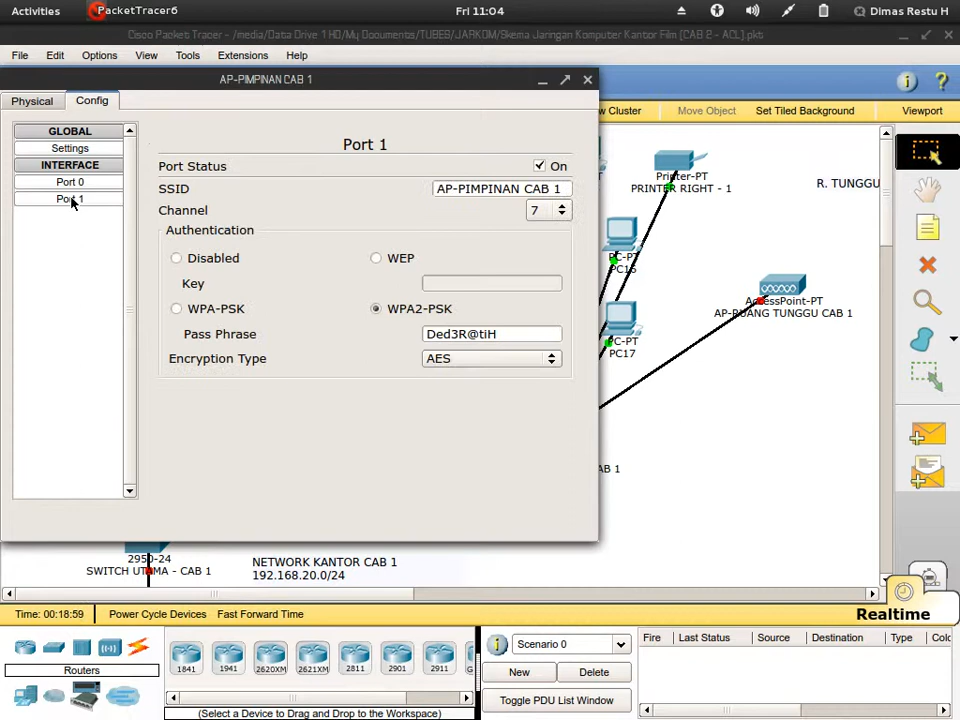 Activities
PacketTracer6
Fri 11:04
Dimas Restu H
Cisco Packet Tracer - /media/Data Drive 1 HD/My Documents/TUBES/JARKOM/Skema Jaringan Komputer Kantor Film [CAB 2 - ACL].pkt
File Edit Options View Tools Extensions Help
AP-PIMPINAN CAB 1
Physical
Config
w Cluster
Move Object
Set Tiled Background
Viewport
GLOBAL
Settings
INTERFACE
Port 0
Port 1
Port 1
Port Status
On
SSID
AP-PIMPINAN CAB 1
Channel
7
Authentication
Disabled
WEP
Key
WPA-PSK
WPA2-PSK
Pass Phrase
Ded3R@tiH
Encryption Type
AES
Printer-PT
PRINTER RIGHT - 1
R. TUNGGU
PC-PT
PC16
AccessPoint-PT
AP-RUANG TUNGGU CAB 1
PC-PT
PC17
AB 1
2950-24
SWITCH UTAMA - CAB 1
NETWORK KANTOR CAB 1
192.168.20.0/24
Time: 00:18:59
Power Cycle Devices
Fast Forward Time
Realtime
Routers
1841
1941
2620XM
2621XM
2811
2901
2911
G
(Select a Device to Drag and Drop to the Workspace)
Scenario 0
New
Delete
Toggle PDU List Window
Fire
Last Status
Source
Destination
Type
Colo